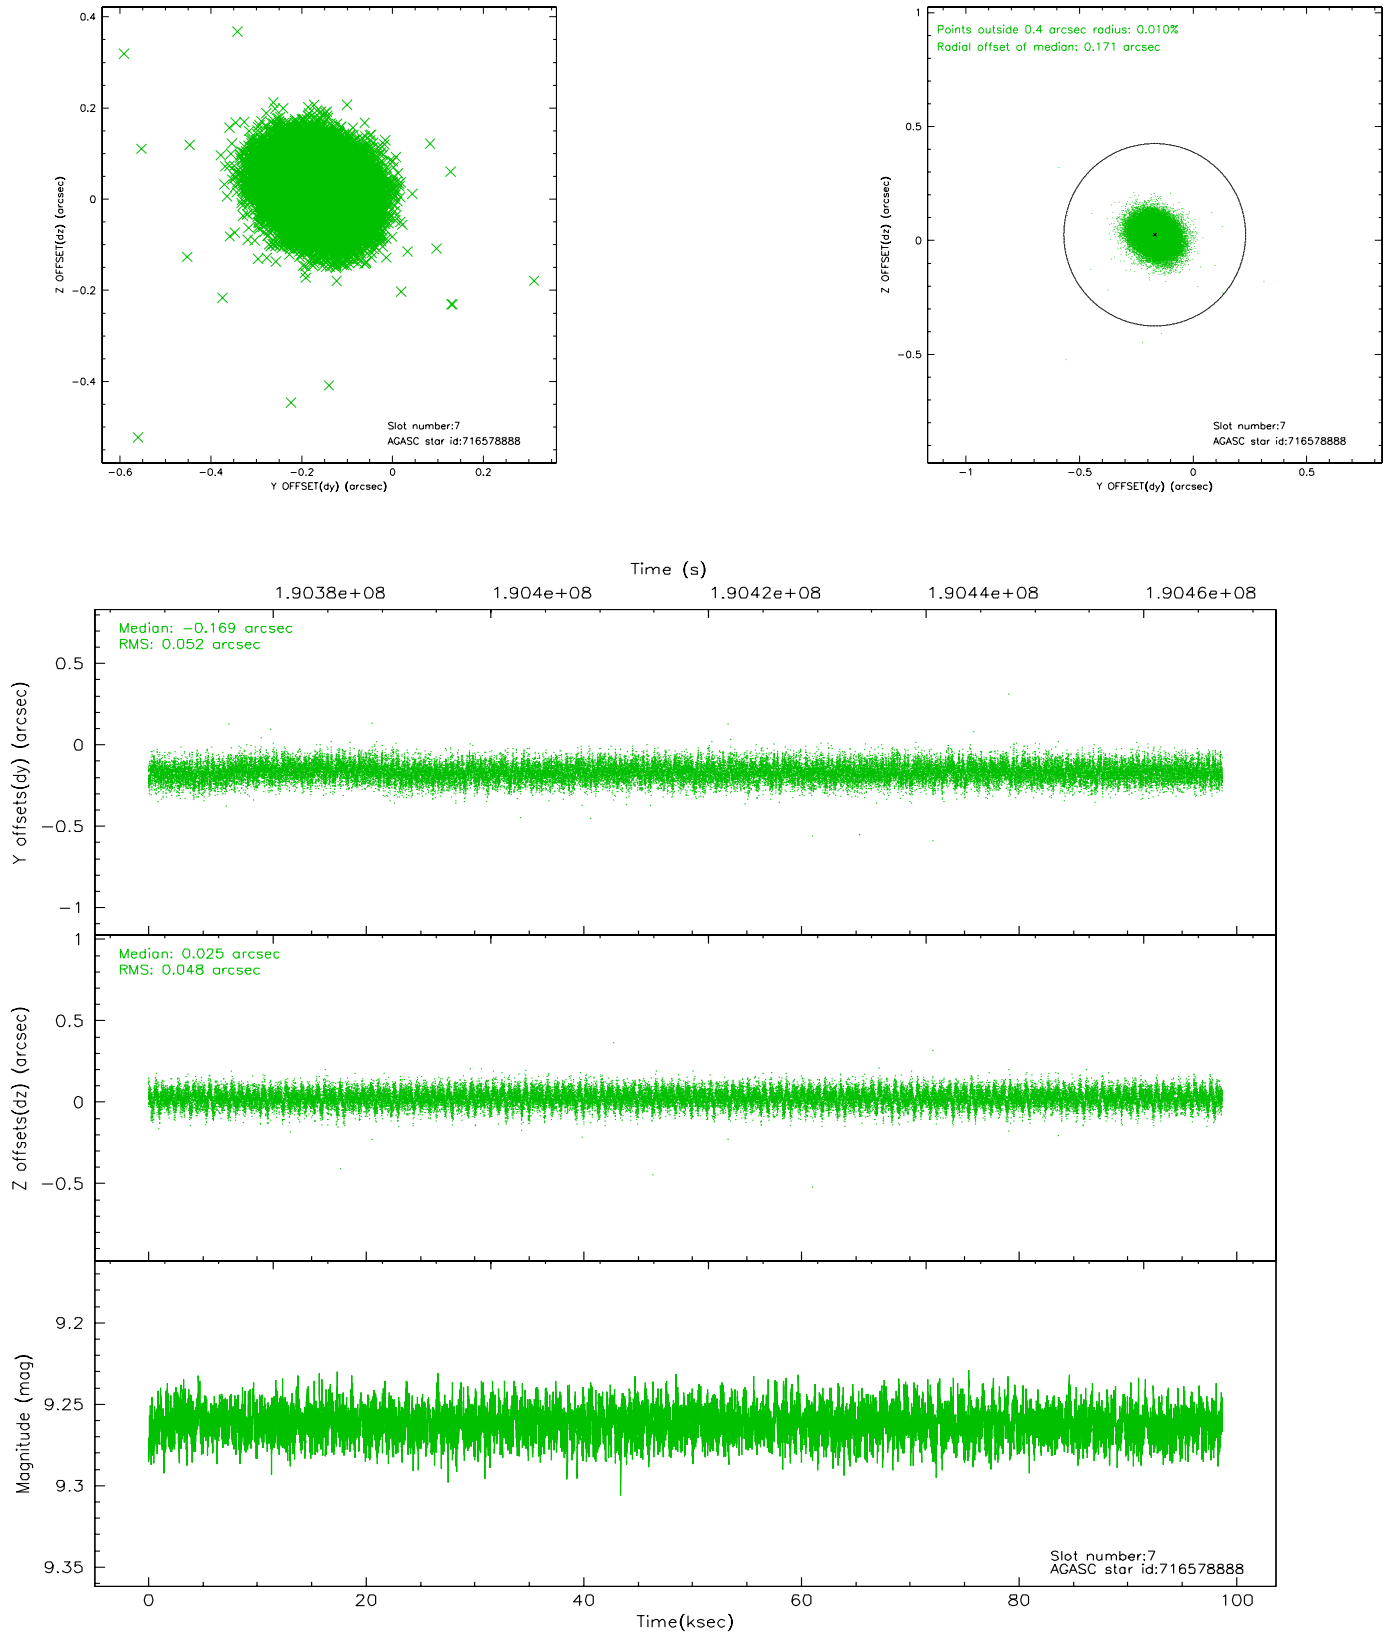 0.4
0.2
0
−0.2
−0.4
Z OFFSET(dz) (arcsec)
Slot number:7
AGASC star id:716578888
−0.6
−0.4
−0.2
0
0.2
Y OFFSET(dy) (arcsec)
1
0.5
0
−0.5
Z OFFSET(dz) (arcsec)
Points outside 0.4 arcsec radius: 0.010%
Radial offset of median: 0.171 arcsec
Slot number:7
AGASC star id:716578888
−1
−0.5
0
0.5
Y OFFSET(dy) (arcsec)
Time (s)
1.9038e+08
1.904e+08
1.9042e+08
1.9044e+08
1.9046e+08
Median: −0.169 arcsec
RMS: 0.052 arcsec
0.5
0
−0.5
−1
Y offsets(dy) (arcsec)
Median: 0.025 arcsec
RMS: 0.048 arcsec
1
0.5
0
−0.5
Z offsets(dz) (arcsec)
9.2
9.25
9.3
9.35
Magnitude (mag)
Slot number:7
AGASC star id:716578888
0
20
40
60
80
100
Time(ksec)